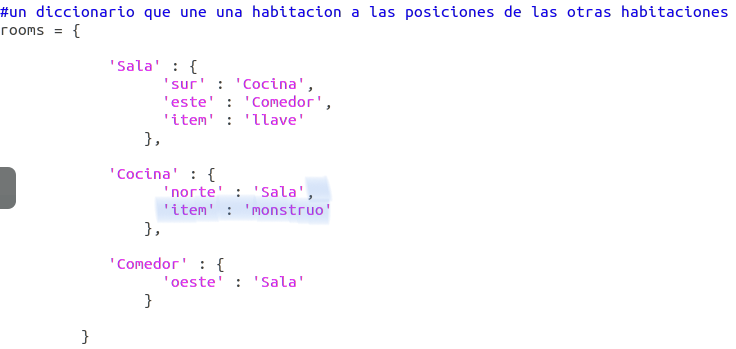 #un diccionario que une una habitacion a las posiciones de las otras habitaciones
rooms = {
'Sala' : {
'sur' : 'Cocina',
'este' : 'Comedor',
'item' : 'llave'
},
'Cocina' : {
'norte' : 'Sala',
'item' : 'monstruo'
},
'Comedor' : {
'oeste' : 'Sala'
}
}